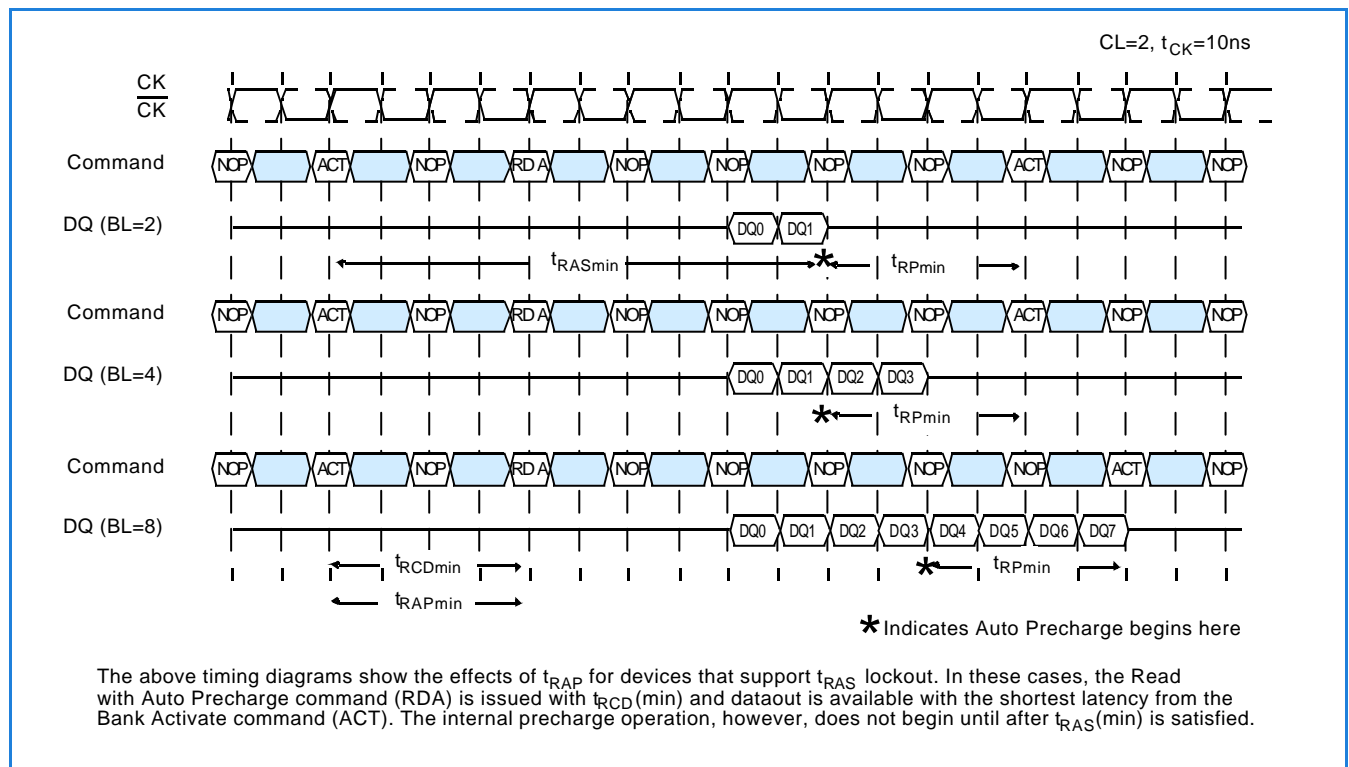 CL=2, tCK=10ns
CK
CK
Command
NOP ACT NOP RDA NOP NOP NOP NOP ACT NOP NOP
DQ (BL=2)
DQ0 DQ1
tRASmin * tRPmin
Command
NOP ACT NOP RDA NOP NOP NOP NOP ACT NOP NOP
DQ (BL=4)
DQ0 DQ1 DQ2 DQ3
* tRPmin
Command
NOP ACT NOP RDA NOP NOP NOP NOP NOP ACT NOP
DQ (BL=8)
DQ0 DQ1 DQ2 DQ3 DQ4 DQ5 DQ6 DQ7
tRCDmin * tRPmin
tRAPmin
* Indicates Auto Precharge begins here
The above timing diagrams show the effects of tRAP for devices that support tRAS lockout. In these cases, the Read
with Auto Precharge command (RDA) is issued with tRCD(min) and dataout is available with the shortest latency from the
Bank Activate command (ACT). The internal precharge operation, however, does not begin until after tRAS(min) is satisfied.